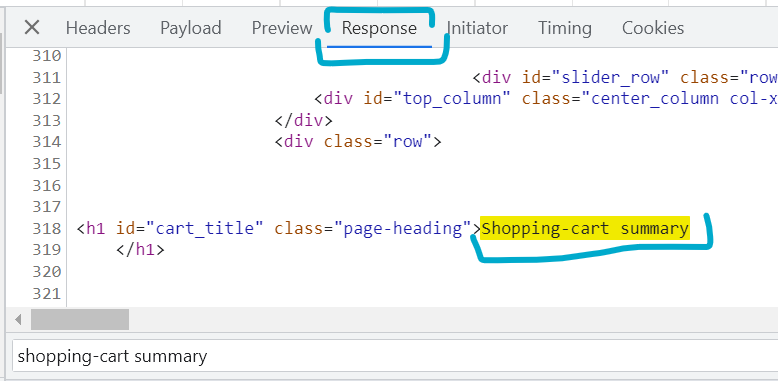 Headers Payload Preview Response Initiator Timing Cookies
310
311 <div id="slider_row" class="row
312 <div id="top_column" class="center_column col-x
313 </div>
314 <div class="row">
315
316
317
318 <h1 id="cart_title" class="page-heading">Shopping-cart summary
319 </h1>
320
321
shopping-cart summary